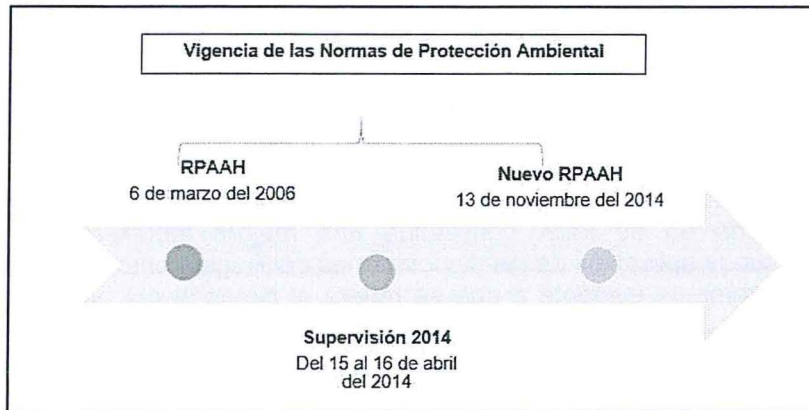 Vigencia de las Normas de Protección Ambiental
RPAAH
6 de marzo del 2006
Nuevo RPAAH
13 de noviembre del 2014
Supervisión 2014
Del 15 al 16 de abril
del 2014